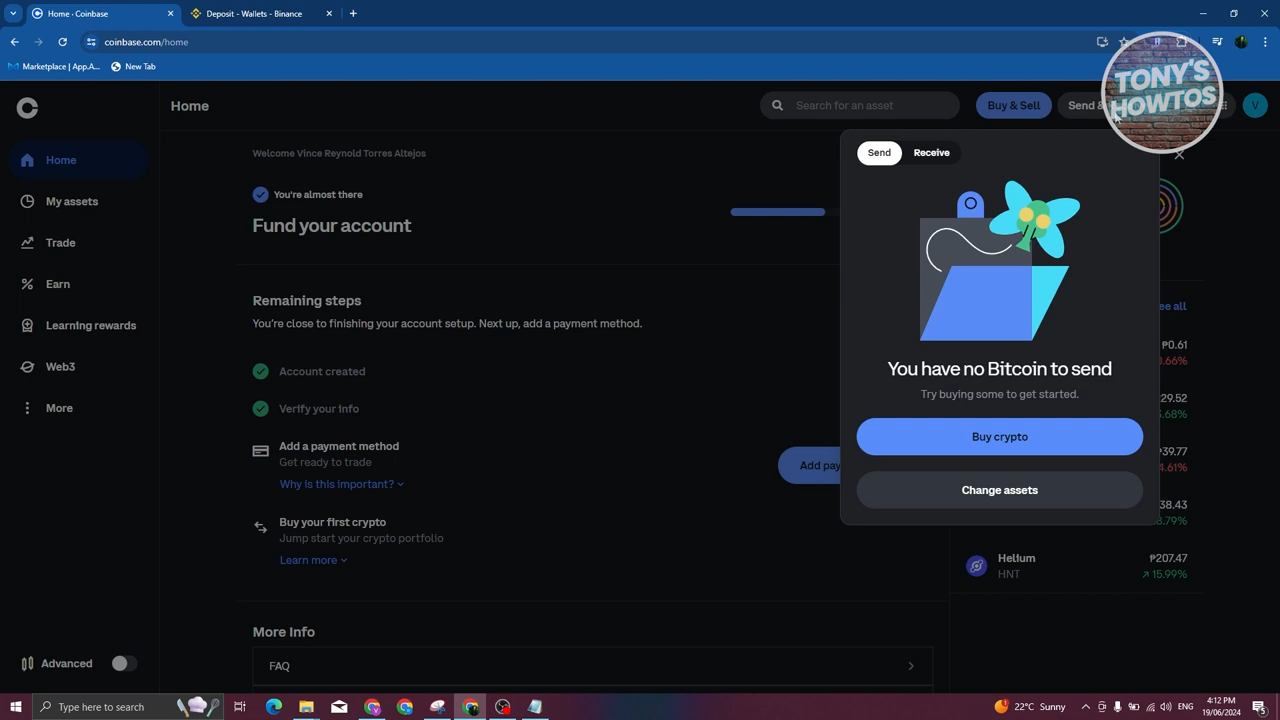 Home - Coinbase
Deposit - Wallets - Binance
coinbase.com/home
Marketplace | App.A...
New Tab
Home
Search for an asset
Buy & Sell
Send &
V
TONY'S
HOWTOS
Home
My assets
Trade
Earn
Learning rewards
Web3
More
Advanced
Welcome Vince Reynold Torres Altejos
You're almost there
Fund your account
Remaining steps
You're close to finishing your account setup. Next up, add a payment method.
Account created
Verify your info
Add a payment method
Get ready to trade
Why is this important?
Add pay
Buy your first crypto
Jump start your crypto portfolio
Learn more
More Info
FAQ
Send
Receive
You have no Bitcoin to send
Try buying some to get started.
Buy crypto
Change assets
ee all
₱0.61
.66%
29.52
.68%
39.77
4.61%
38.43
8.79%
Helium
₱207.47
HNT
↗ 15.99%
Type here to search
22°C Sunny
4:12 PM
19/06/2024